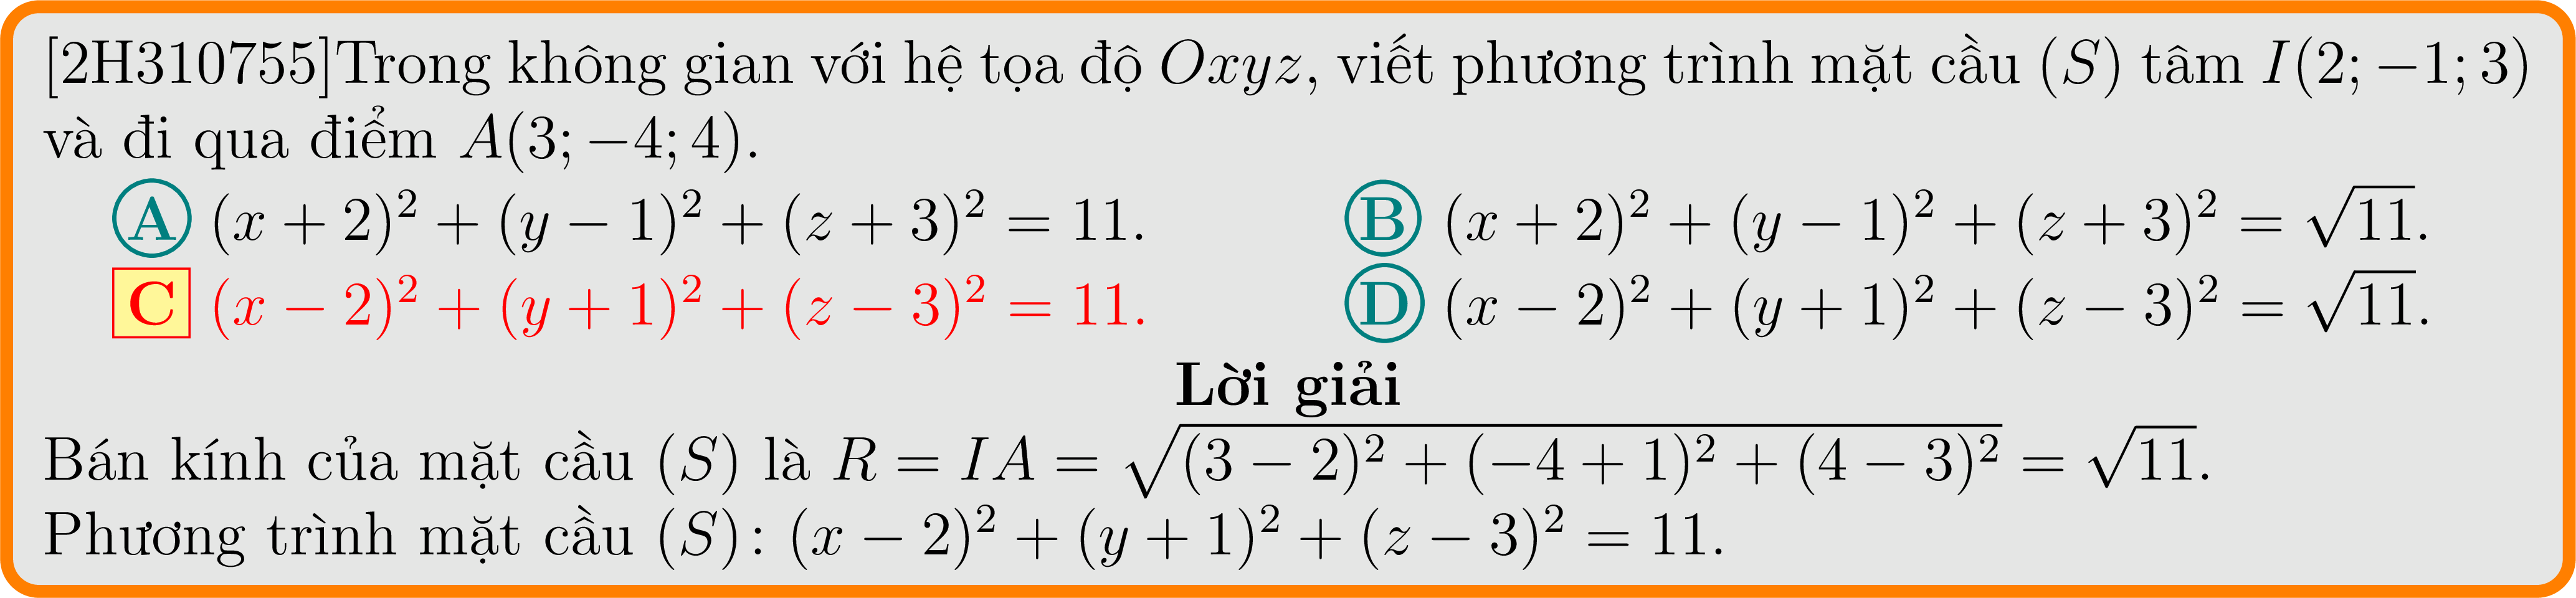 [2H310755]Trong không gian với hệ tọa độ Oxyz, viết phương trình mặt cầu (S) tâm I(2; −1; 3)
và đi qua điểm A(3; −4; 4).
A (x + 2)² + (y − 1)² + (z + 3)² = 11. B (x + 2)² + (y − 1)² + (z + 3)² = √11.
C (x − 2)² + (y + 1)² + (z − 3)² = 11. D (x − 2)² + (y + 1)² + (z − 3)² = √11.
Lời giải
Bán kính của mặt cầu (S) là R = IA = √((3 − 2)² + (−4 + 1)² + (4 − 3)²) = √11.
Phương trình mặt cầu (S): (x − 2)² + (y + 1)² + (z − 3)² = 11.